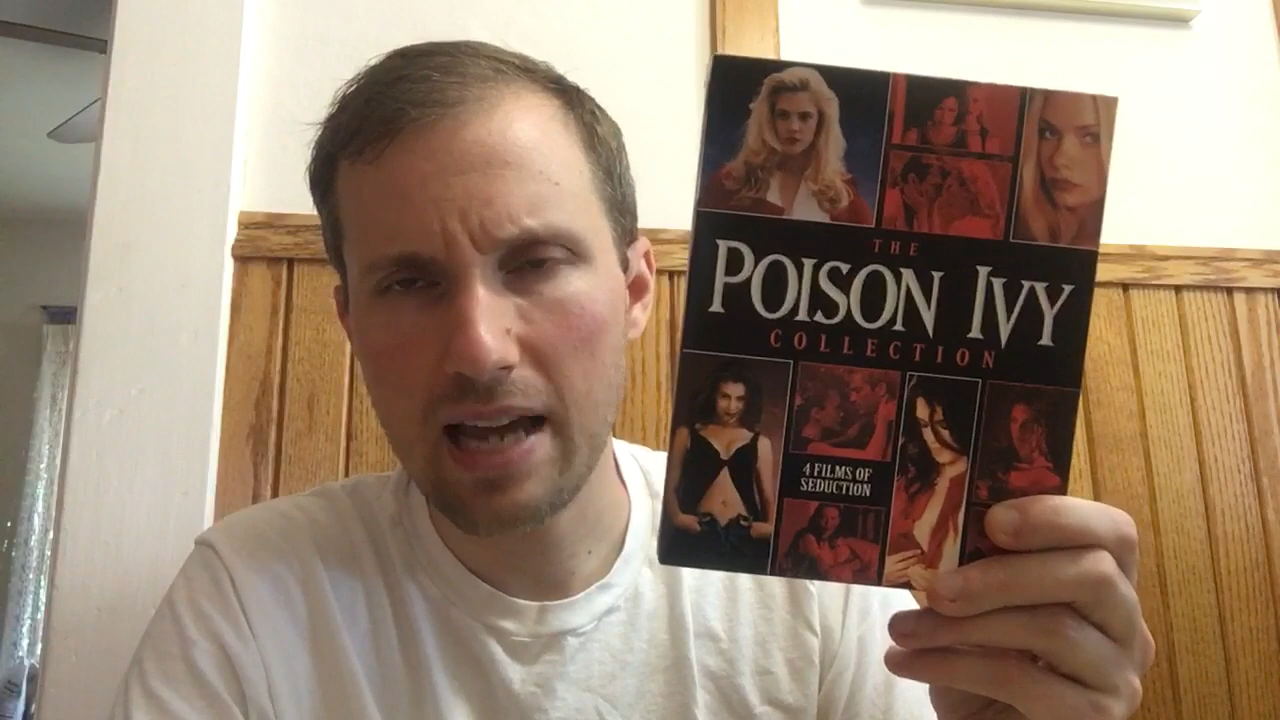 THE
POISON IVY
COLLECTION
4 FILMS OF
SEDUCTION